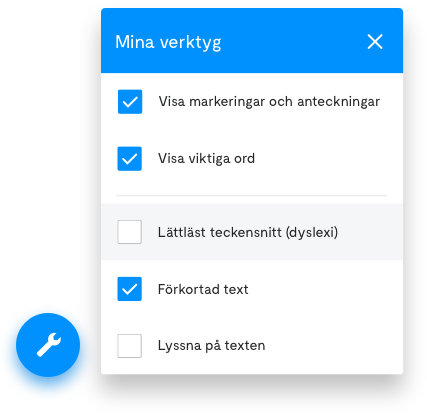 Mina verktyg
Visa markeringar och anteckningar
Visa viktiga ord
Lättläst teckensnitt (dyslexi)
Förkortad text
Lyssna på texten